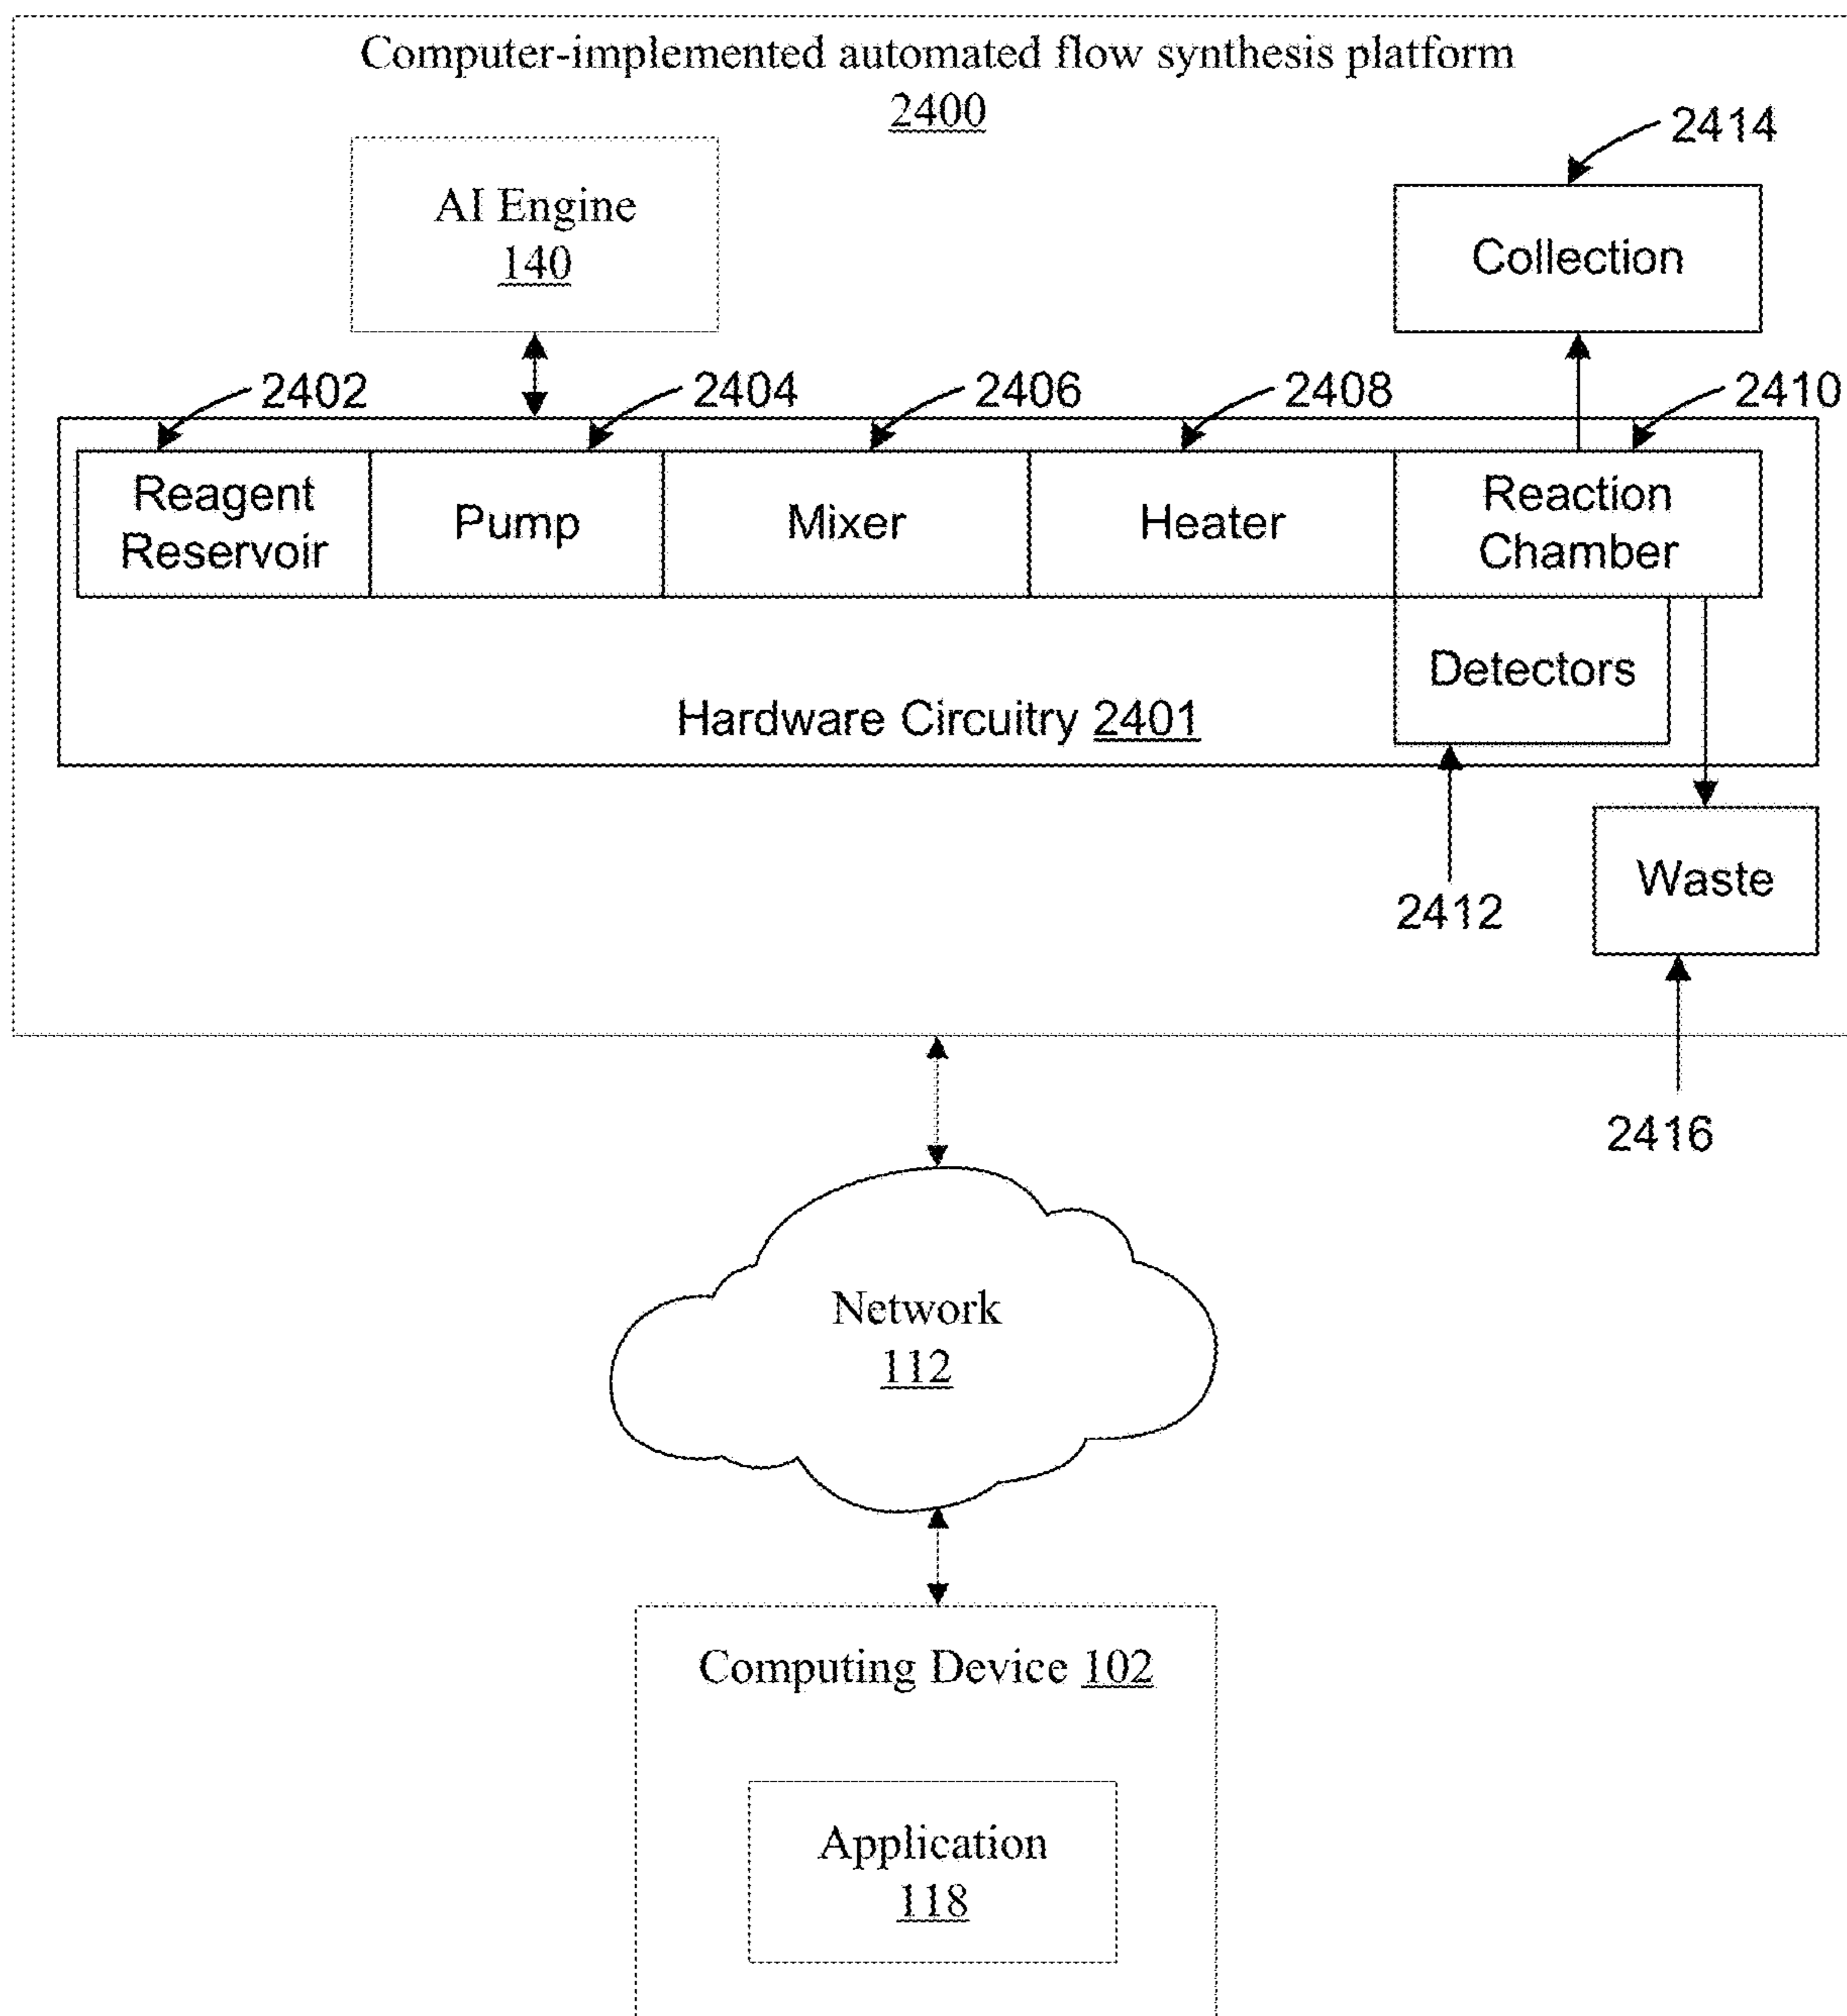 Computer-implemented automated flow synthesis platform
2400
2414
AI Engine
140
Collection
2402
2404
2406
2408
2410
Reagent
Reservoir
Pump
Mixer
Heater
Reaction
Chamber
Detectors
Hardware Circuitry 2401
Waste
2412
2416
Network
112
Computing Device 102
Application
118